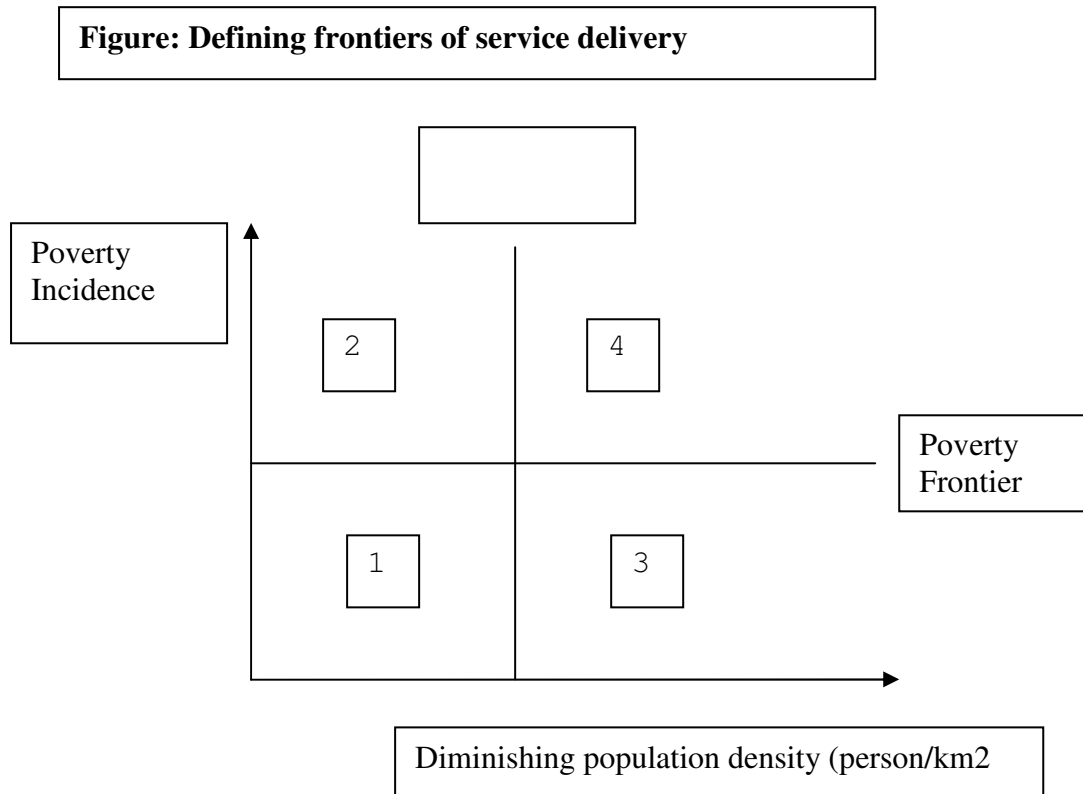 Figure: Defining frontiers of service delivery
Poverty
Incidence
2
4
Poverty
Frontier
1
3
Diminishing population density (person/km2